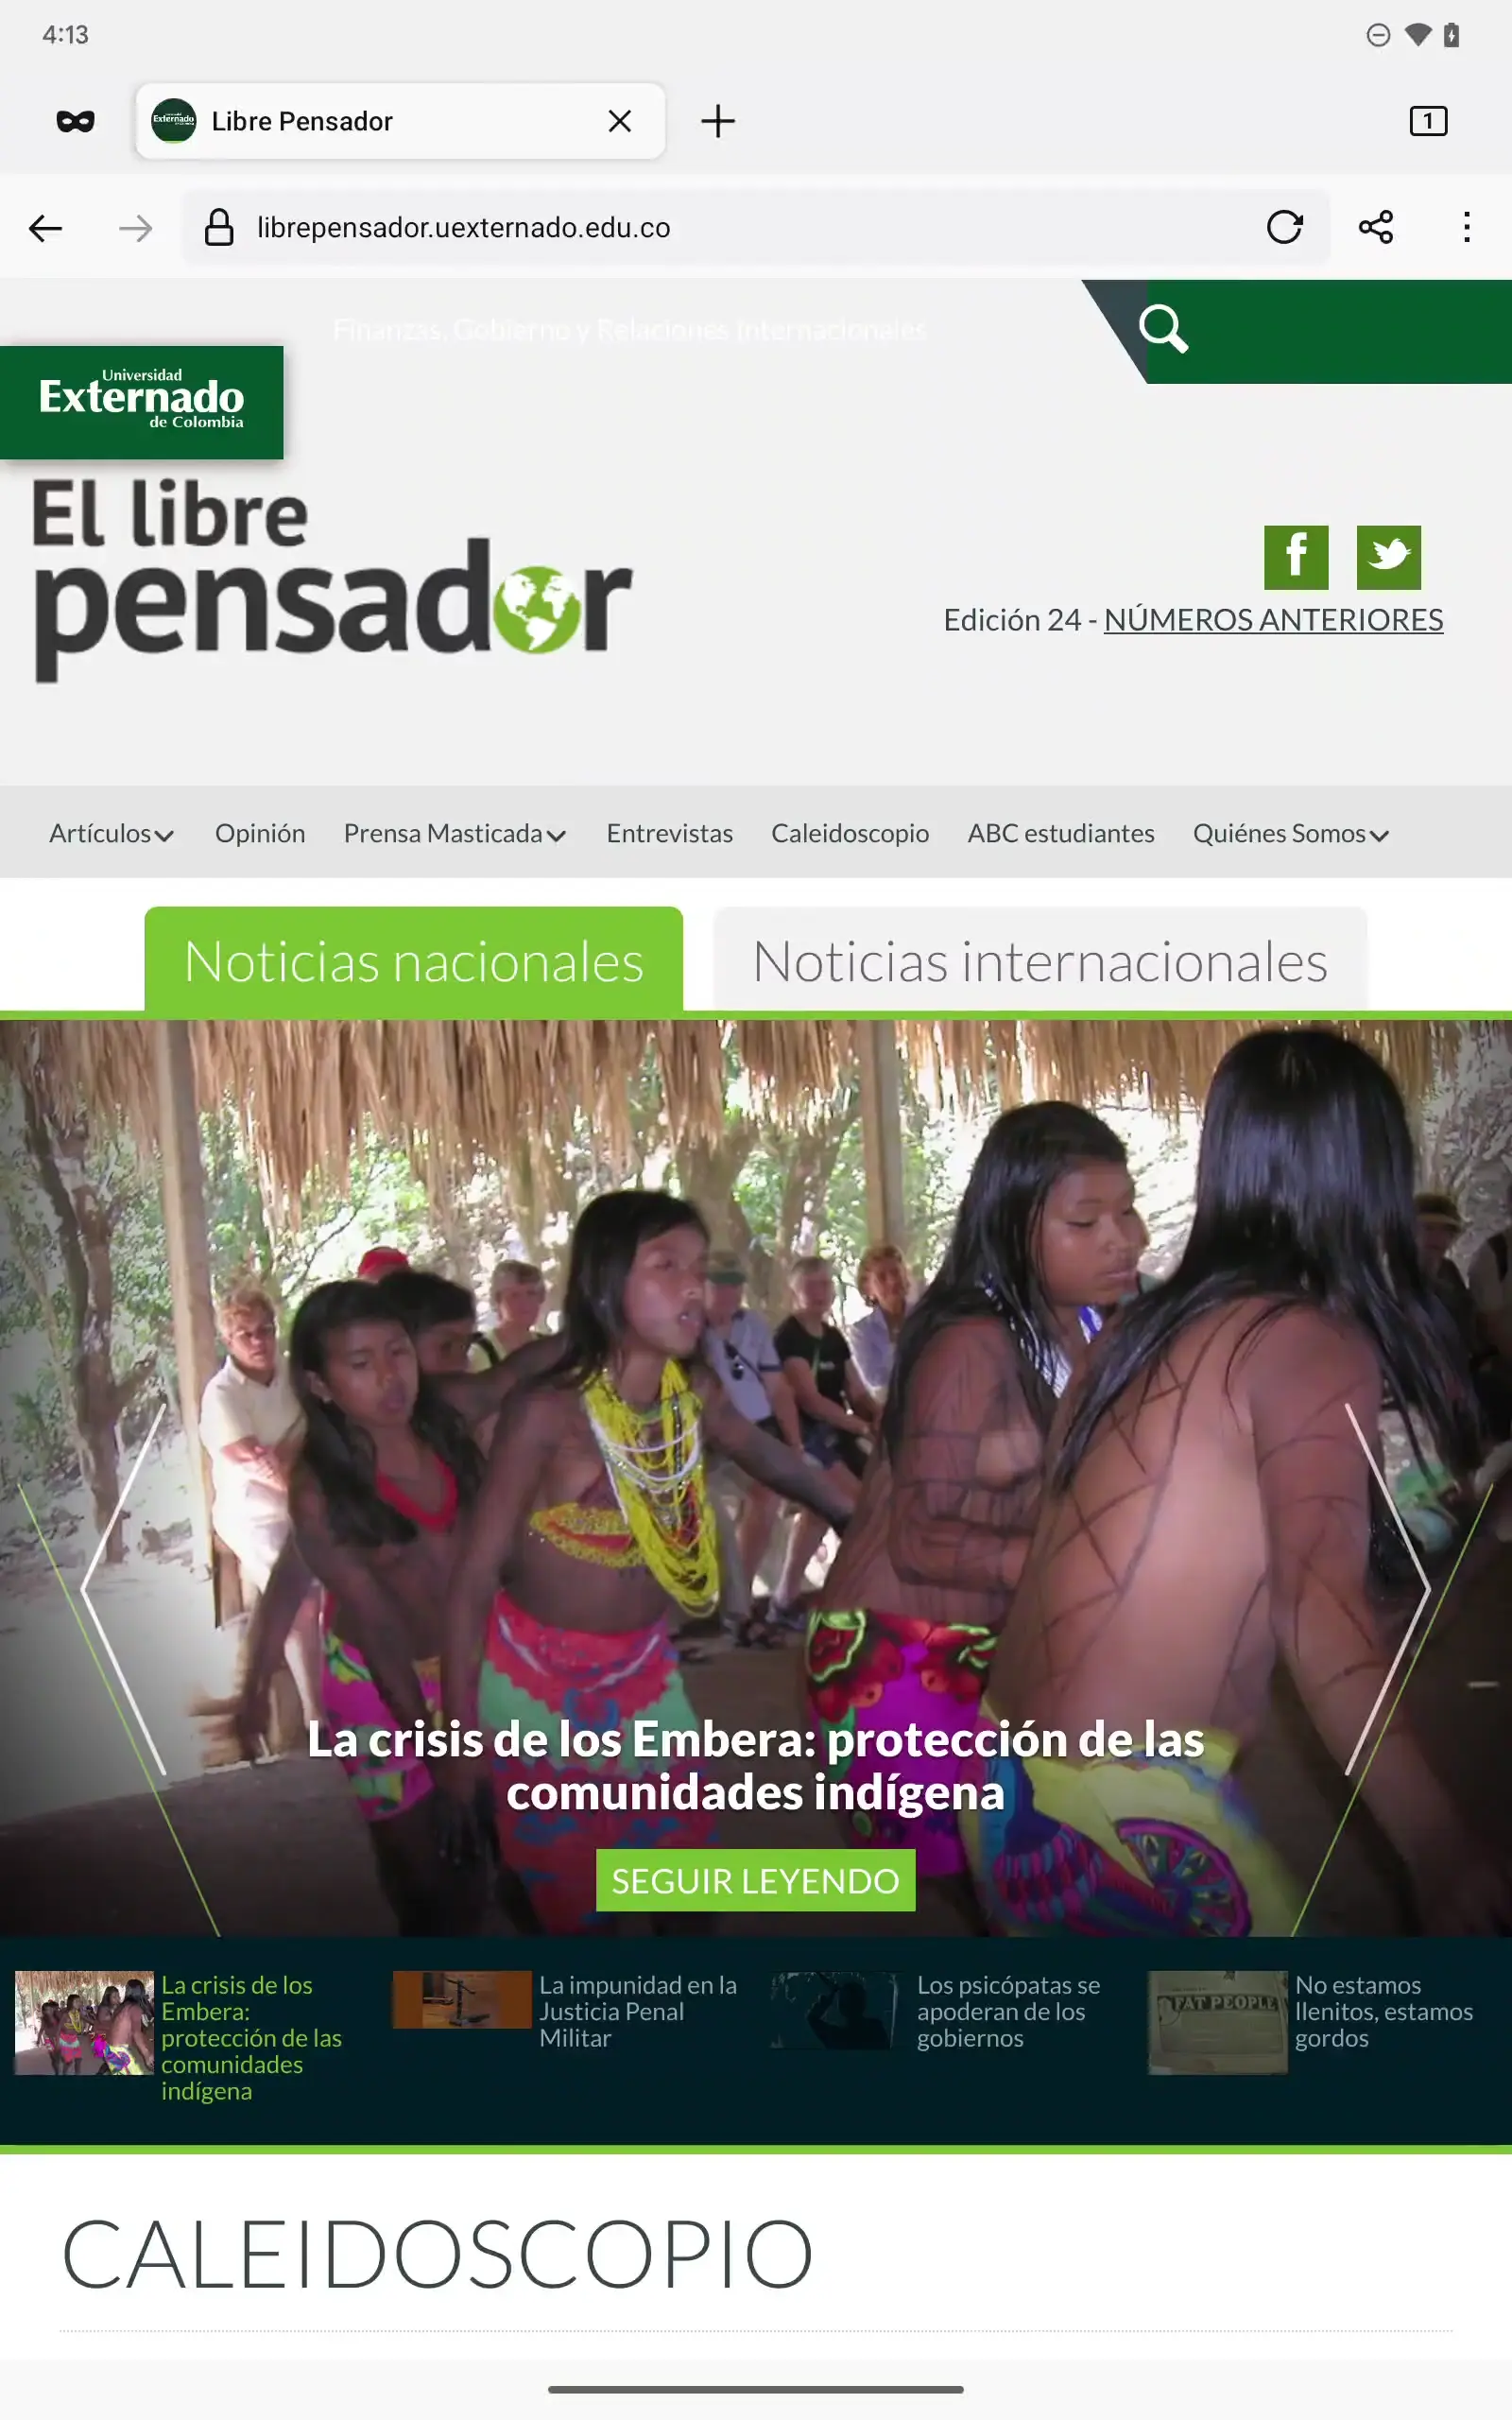 4:13
Externado
Libre Pensador
1
librepensador.uexternado.edu.co
Finanzas, Gobierno y Relaciones Internacionales
Universidad
Externado
de Colombia
El libre
pensador
Edición 24 - NÚMEROS ANTERIORES
Artículos Opinión Prensa Masticada Entrevistas Caleidoscopio ABC estudiantes Quiénes Somos
Noticias nacionales Noticias internacionales
La crisis de los Embera: protección de las
comunidades indígena
SEGUIR LEYENDO
La crisis de los
Embera:
protección de las
comunidades
indígena
La impunidad en la
Justicia Penal
Militar
Los psicópatas se
apoderan de los
gobiernos
FAT PEOPLE
No estamos
llenitos, estamos
gordos
CALEIDOSCOPIO